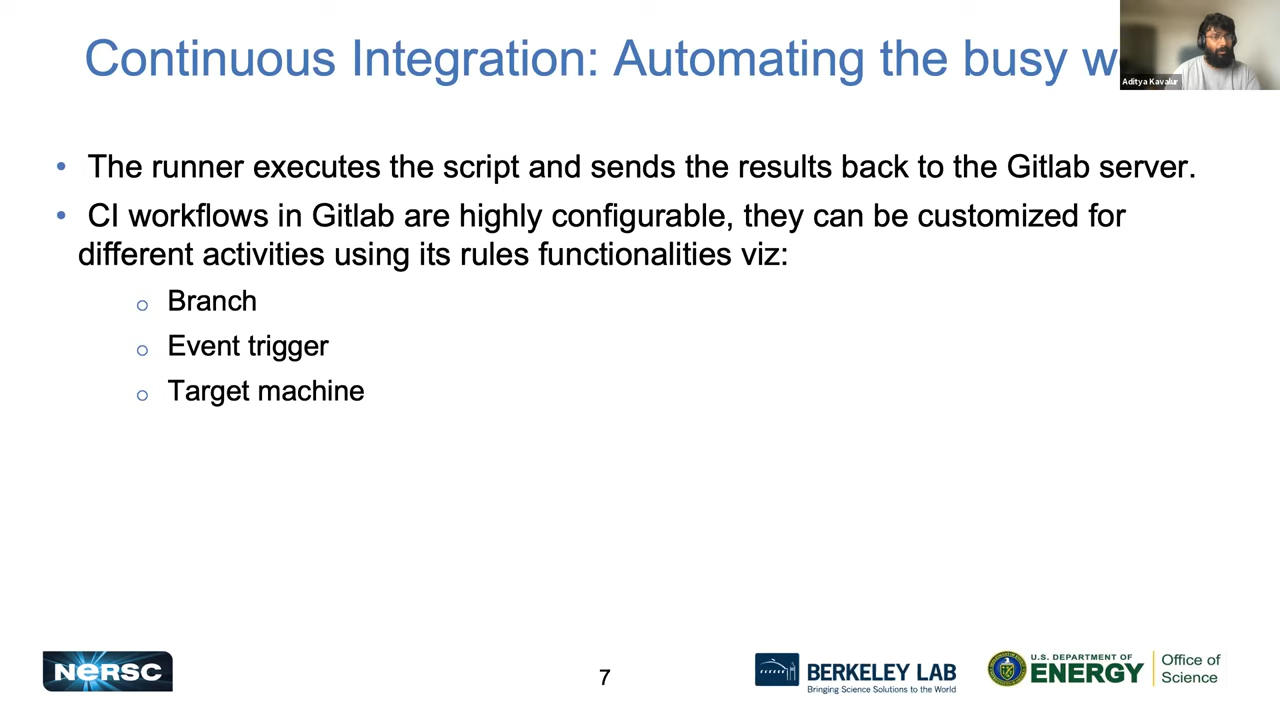 Continuous Integration: Automating the busy w
Aditya Kavalur
• The runner executes the script and sends the results back to the Gitlab server.
• CI workflows in Gitlab are highly configurable, they can be customized for
different activities using its rules functionalities viz:
o Branch
o Event trigger
o Target machine
NERSC
7
BERKELEY LAB
Bringing Science Solutions to the World
U.S. DEPARTMENT OF
ENERGY
Office of
Science